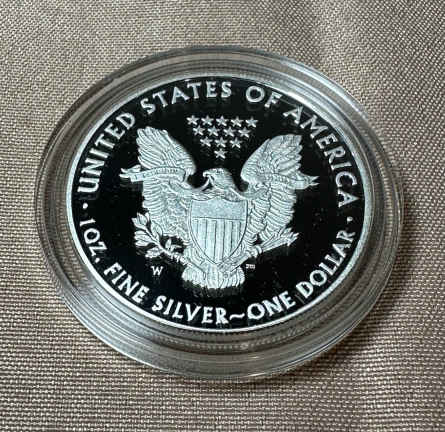 UNITED STATES OF AMERICA
W
1 OZ. FINE SILVER~ONE DOLLAR